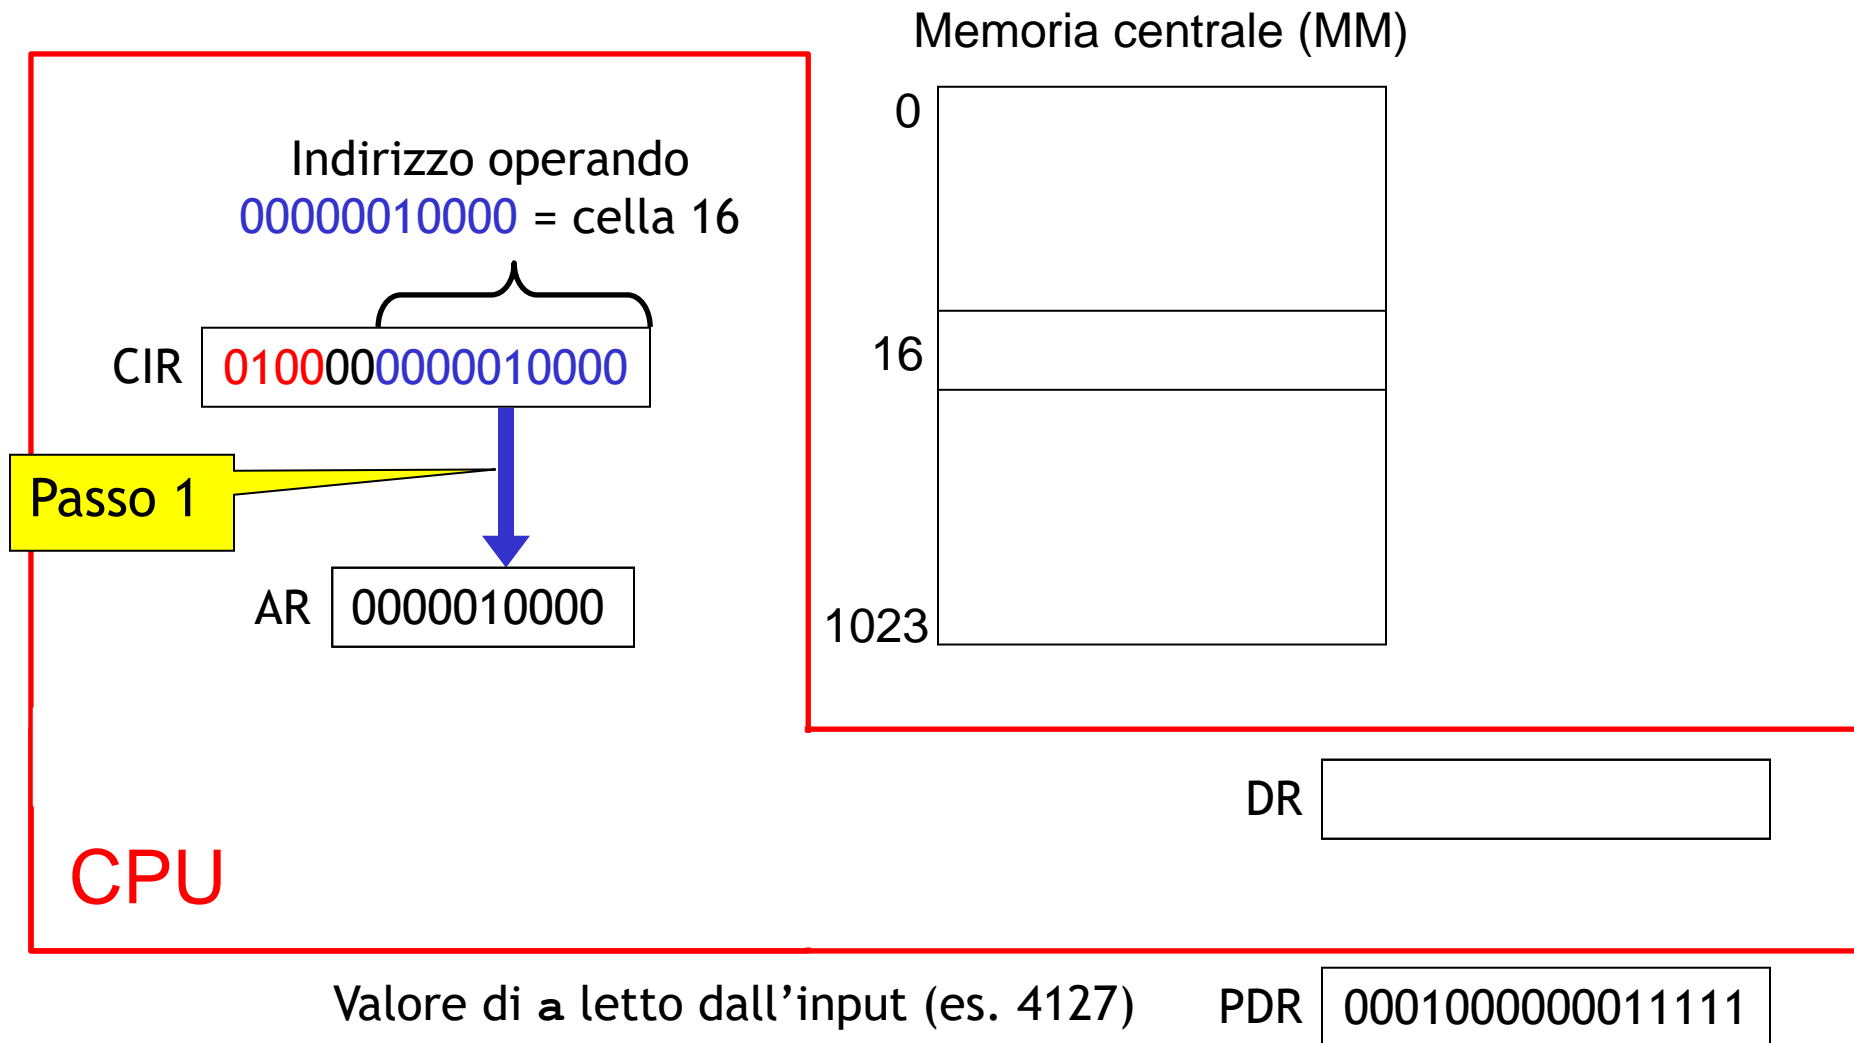 Memoria centrale (MM)
0
Indirizzo operando
00000010000 = cella 16
CIR 0100000000010000
16
Passo 1
AR 0000010000
1023
DR
CPU
Valore di a letto dall’input (es. 4127) PDR 0001000000011111